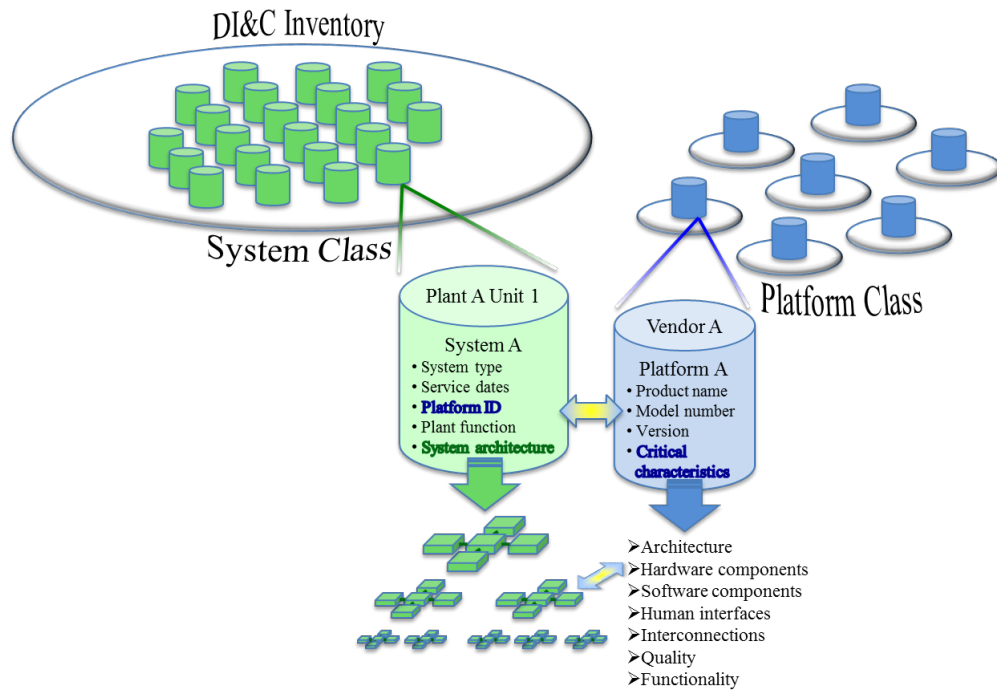 DI&C Inventory
System Class
Platform Class
Plant A Unit 1
System A
• System type
• Service dates
• Platform ID
• Plant function
• System architecture
Vendor A
Platform A
• Product name
• Model number
• Version
• Critical
characteristics
➢Architecture
➢Hardware components
➢Software components
➢Human interfaces
➢Interconnections
➢Quality
➢Functionality